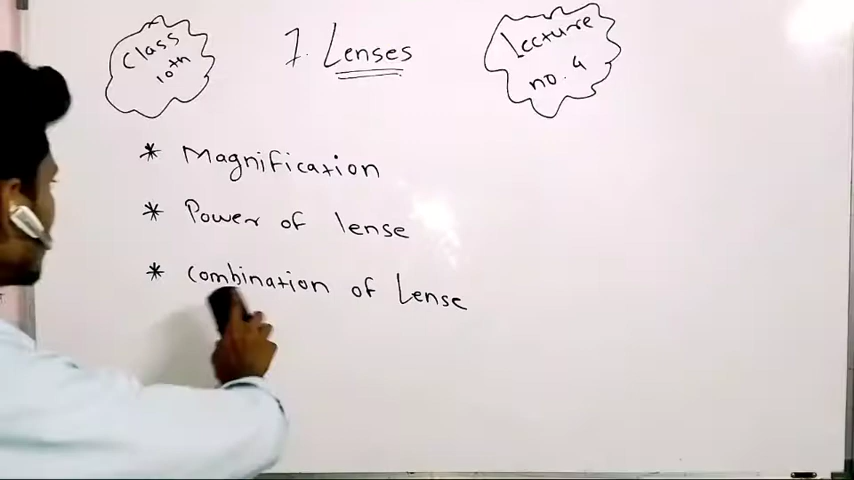 Class 10th
7. Lenses
Lecture no. 4
* Magnification
* Power of lense
* Combination of Lense